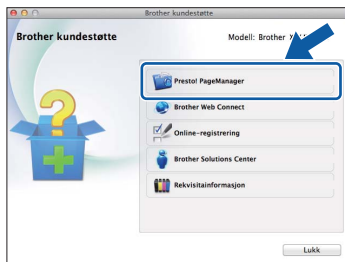 Brother kundestøtte
Brother kundestøtte
Modell: Brother
Presto! PageManager
Brother Web Connect
Online-registrering
Brother Solutions Center
Rekvisitainformasjon
Lukk